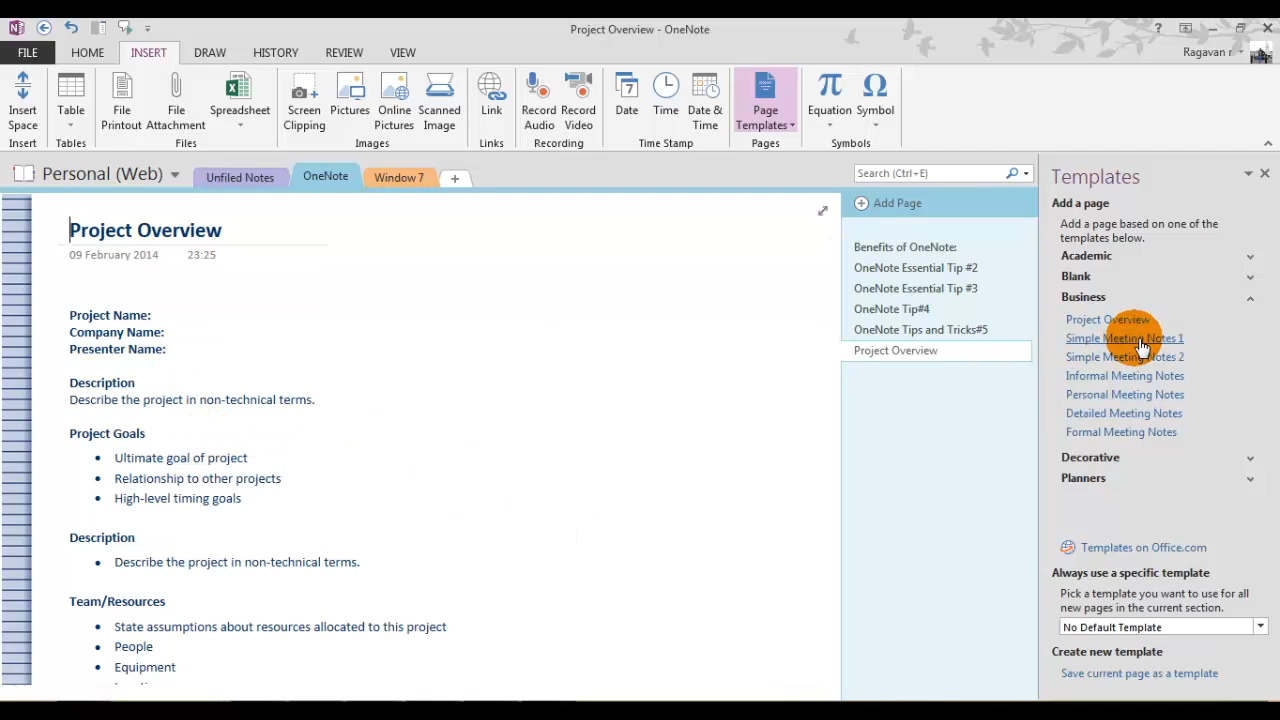 Project Overview - OneNote
?
FILE HOME INSERT DRAW HISTORY REVIEW VIEW
Ragavan r
Insert Space
Table
File Printout
File Attachment
Spreadsheet
Screen Clipping
Pictures
Online Pictures
Scanned Image
Link
Record Audio
Record Video
Date
Time
Date & Time
Page Templates
Equation
Symbol
Insert Tables Files Images Links Recording Time Stamp Pages Symbols
Personal (Web) Unfiled Notes OneNote Window 7
Search (Ctrl+E)
Project Overview
09 February 2014 23:25
Project Name:
Company Name:
Presenter Name:
Description
Describe the project in non-technical terms.
Project Goals
• Ultimate goal of project
• Relationship to other projects
• High-level timing goals
Description
• Describe the project in non-technical terms.
Team/Resources
• State assumptions about resources allocated to this project
• People
• Equipment
Add Page
Benefits of OneNote:
OneNote Essential Tip #2
OneNote Essential Tip #3
OneNote Tip#4
OneNote Tips and Tricks#5
Project Overview
Templates
Add a page
Add a page based on one of the
templates below.
Academic
Blank
Business
Project Overview
Simple Meeting Notes 1
Simple Meeting Notes 2
Informal Meeting Notes
Personal Meeting Notes
Detailed Meeting Notes
Formal Meeting Notes
Decorative
Planners
Templates on Office.com
Always use a specific template
Pick a template you want to use for all
new pages in the current section.
No Default Template
Create new template
Save current page as a template